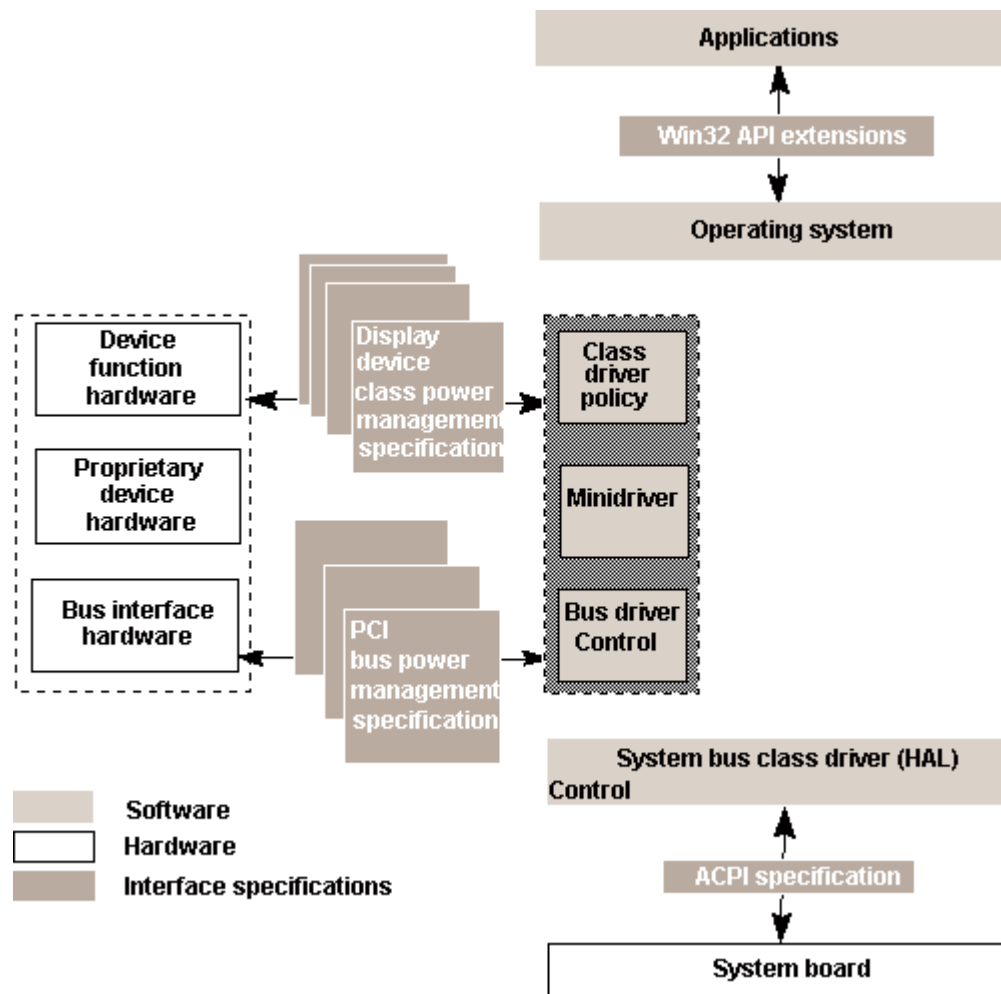 Applications
Win32 API extensions
Operating system
Device
function
hardware
Display
device
class power
management
specification
Class
driver
policy
Proprietary
device
hardware
Minidriver
Bus interface
hardware
PCI
bus power
management
specification
Bus driver
Control
System bus class driver (HAL)
Control
Software
Hardware
Interface specifications
ACPI specification
System board